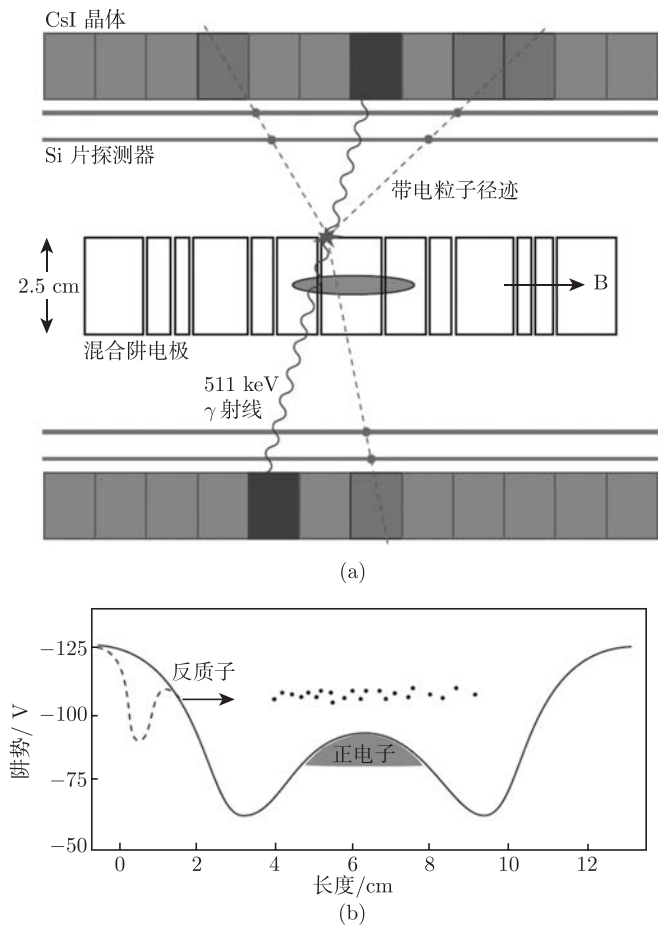 CsI 晶体
Si 片探测器
带电粒子径迹
2.5 cm
B
混合阱电极
511 keV
γ 射线
(a)
阱势/ V
−125
−100
−75
−50
反质子
正电子
0 2 4 6 8 10 12
长度/cm
(b)